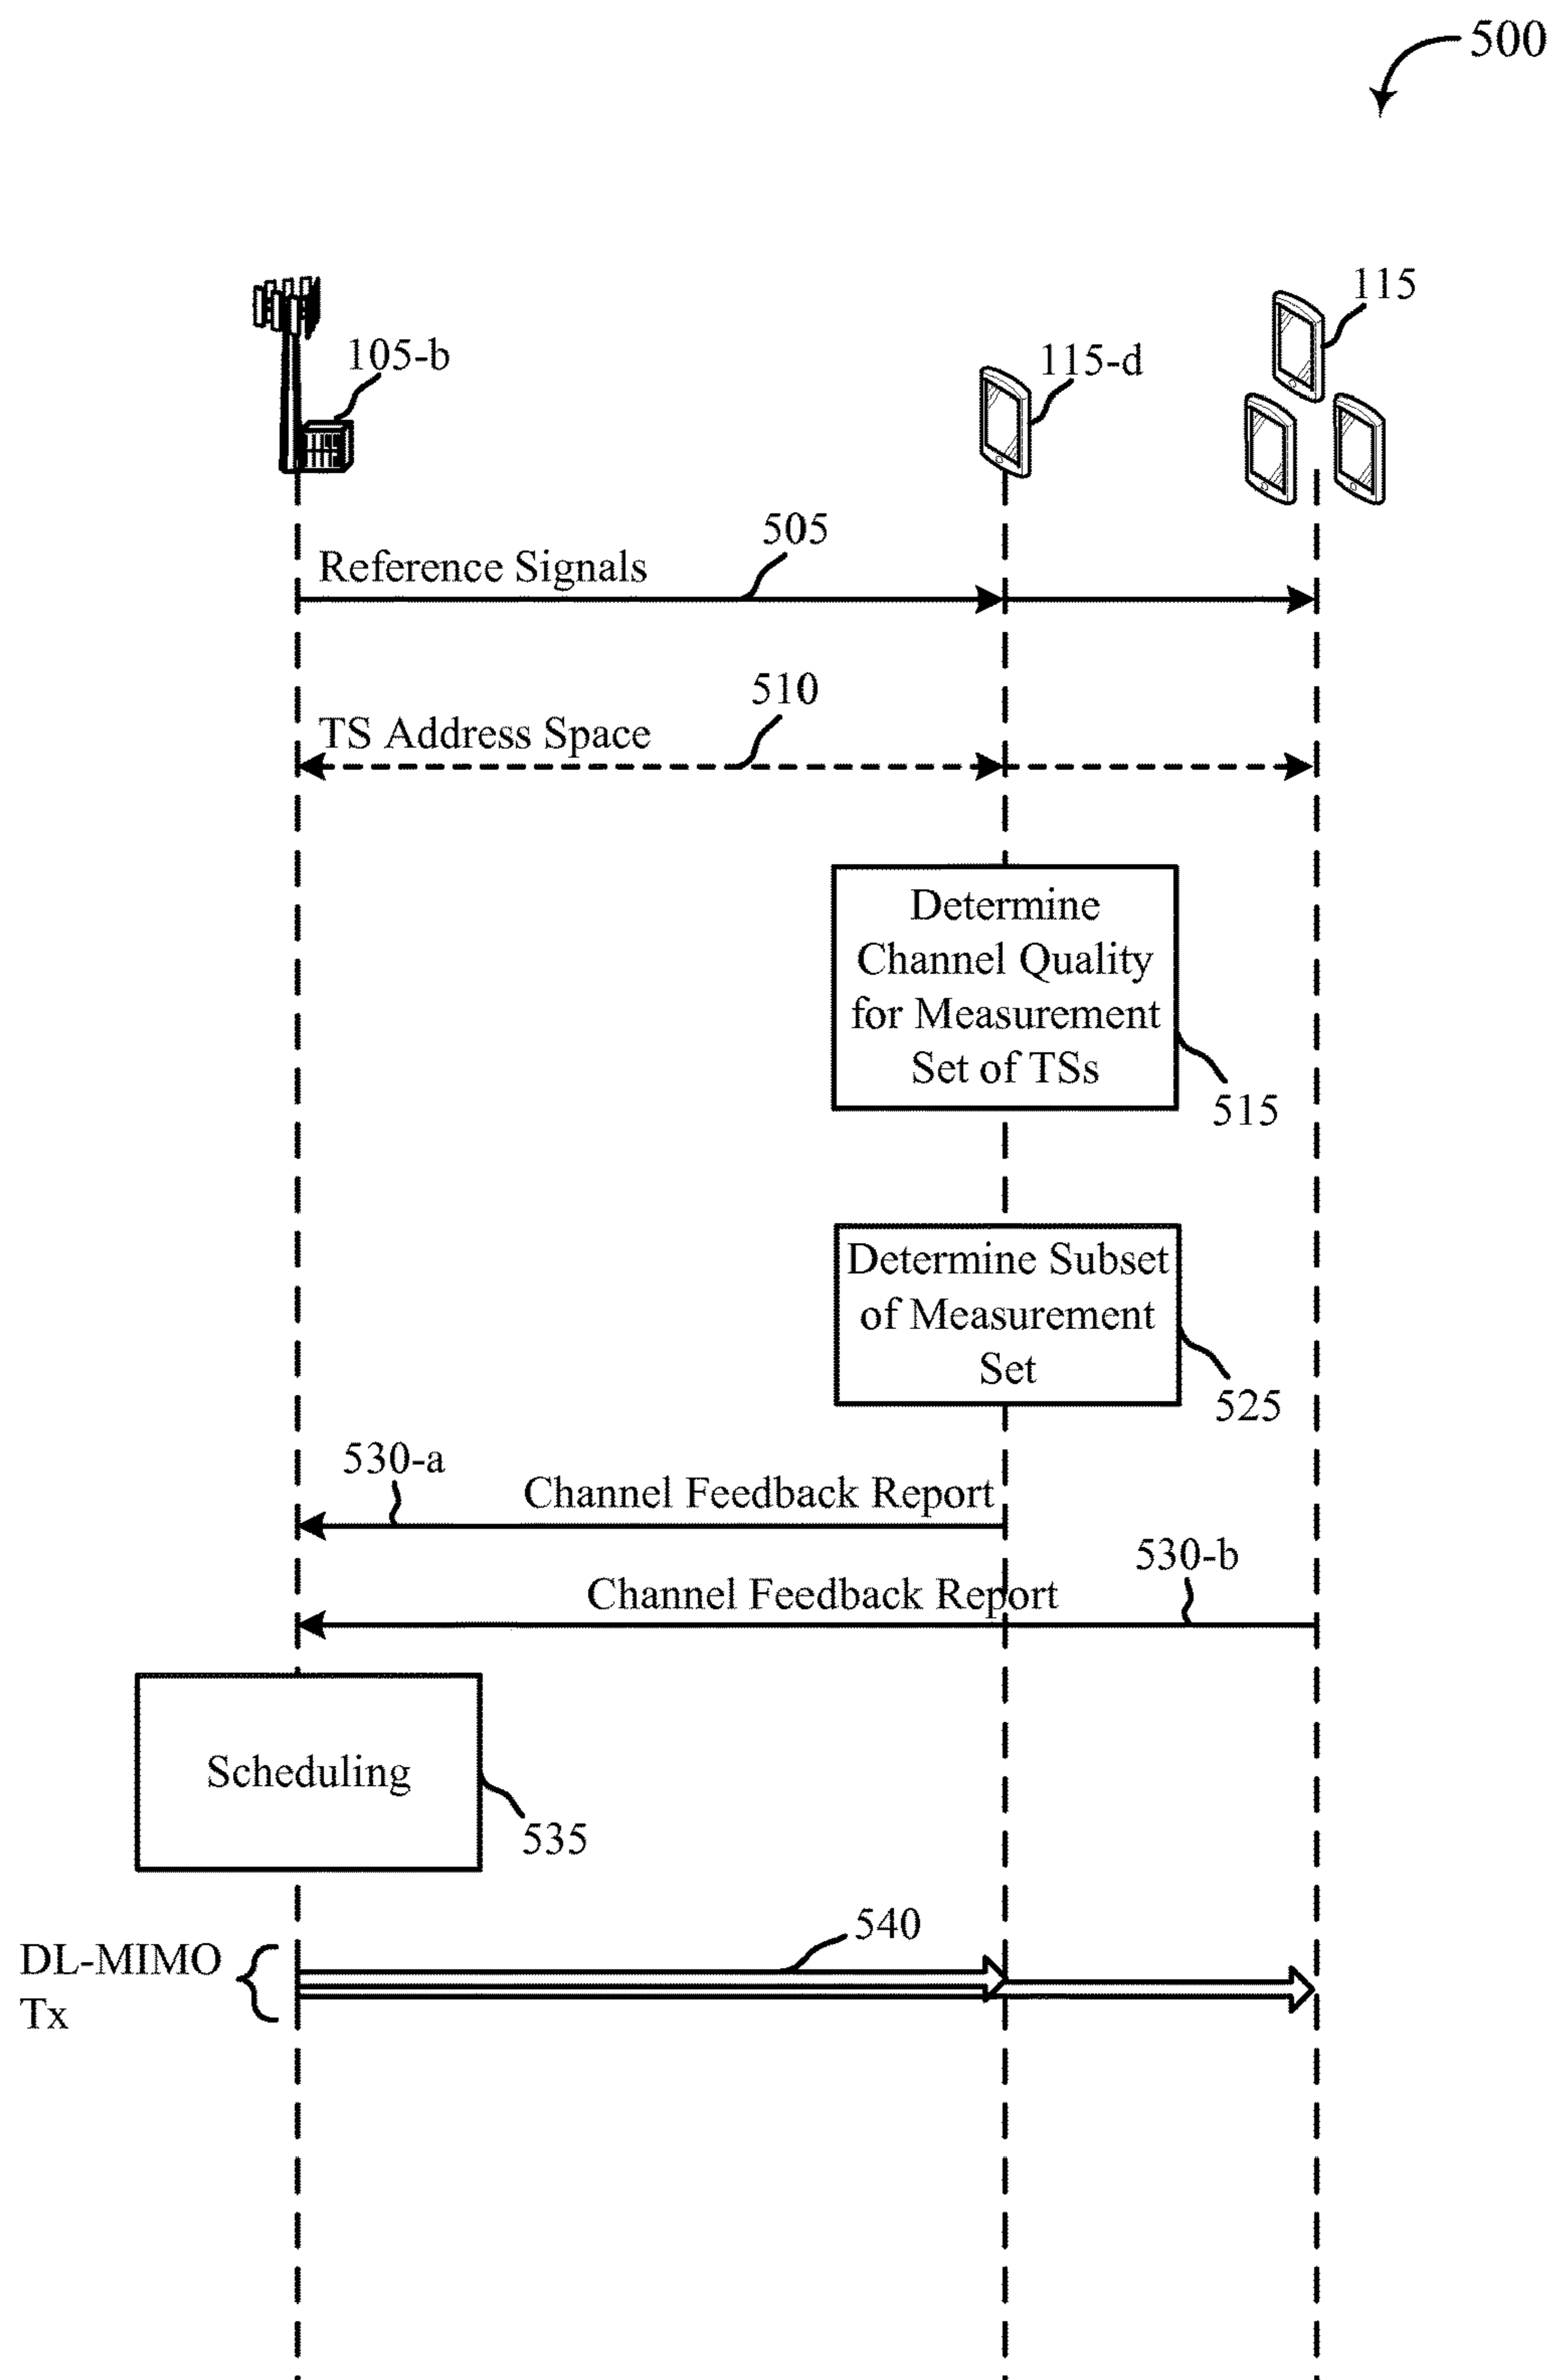 500
115
105-b
115-d
505
Reference Signals
510
TS Address Space
Determine
Channel Quality
for Measurement
Set of TSs
515
Determine Subset
of Measurement
Set
525
530-a
Channel Feedback Report
530-b
Channel Feedback Report
Scheduling
535
540
DL-MIMO
Tx